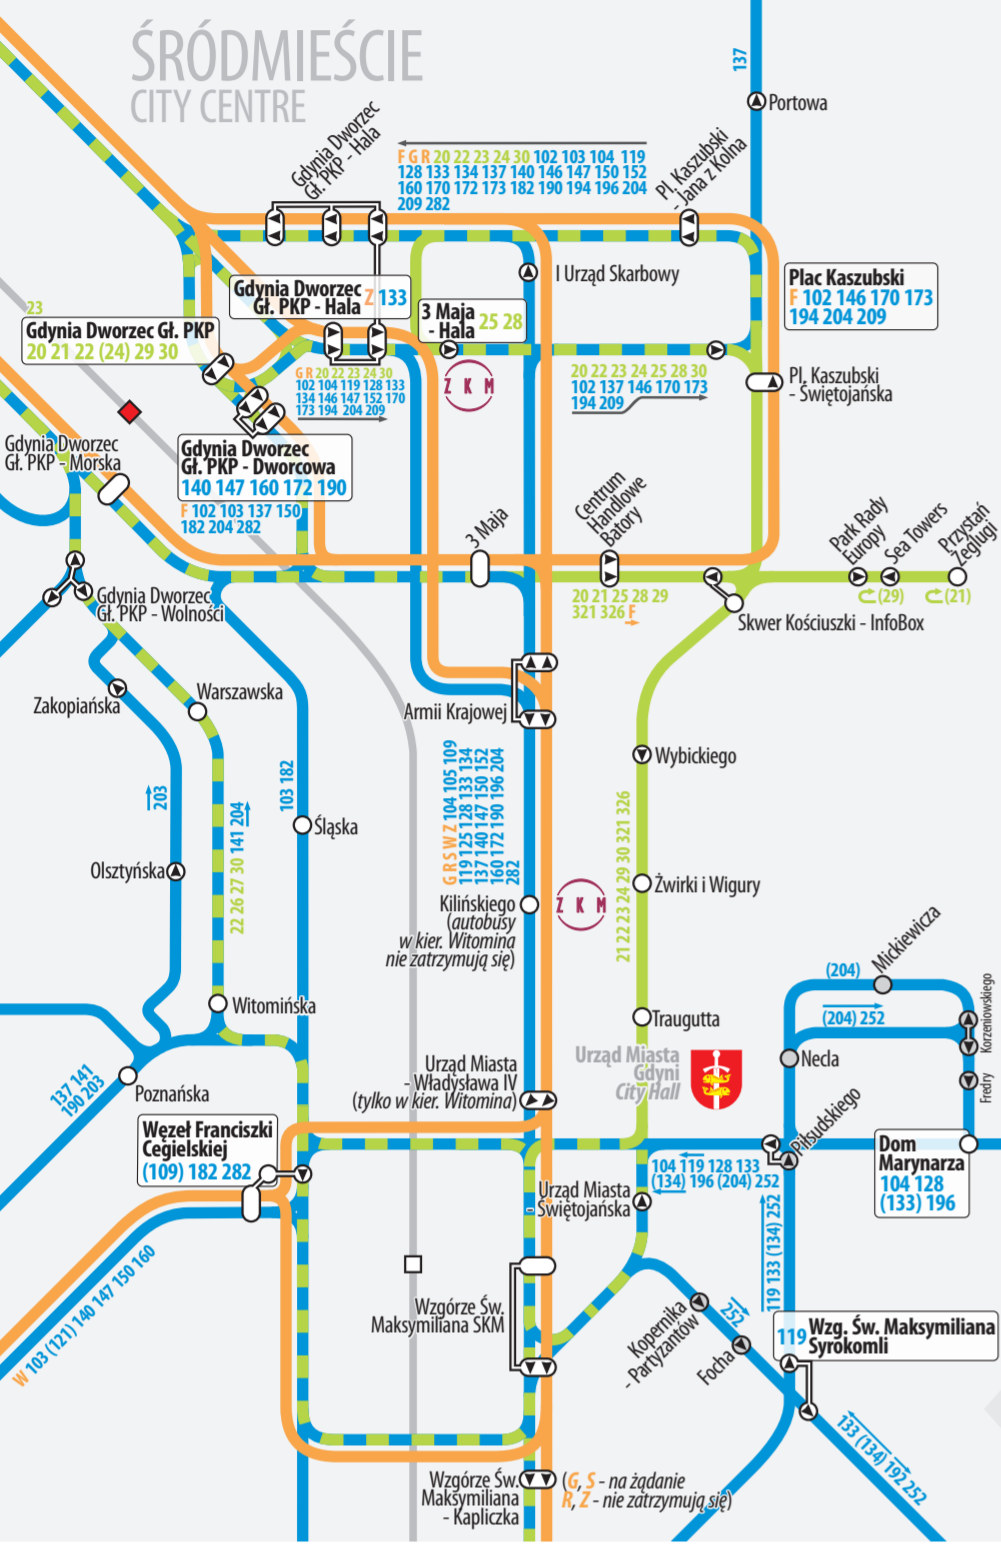 ŚRÓDMIEŚCIE
CITY CENTRE
137
Portowa
Gdynia Dworzec
Gł. PKP - Hala
F G R 20 22 23 24 30 102 103 104 119
128 133 134 137 140 146 147 150 152
160 170 172 173 182 190 194 196 204
209 282
Pl. Kaszubski
- Jana z Kolna
I Urząd Skarbowy
Plac Kaszubski
F 102 146 170 173
194 204 209
Gdynia Dworzec
Gł. PKP - Hala Z 133
3 Maja
- Hala 25 28
23
Gdynia Dworzec Gł. PKP
20 21 22 (24) 29 30
G R 20 22 23 24 30
102 104 119 128 133
134 146 147 152 170
173 194 204 209
Z K M
20 22 23 24 25 28 30
102 137 146 170 173
194 209
Pl. Kaszubski
- Świętojańska
Gdynia Dworzec
Gł. PKP - Morska
Gdynia Dworzec
Gł. PKP - Dworcowa
140 147 160 172 190
F 102 103 137 150
182 204 282
3 Maja
Centrum
Handlowe
Batory
20 21 25 28 29
321 326 F
Park Rady
Europy
Sea Towers
Przystań
Żeglugi
(29)
(21)
Skwer Kościuszki - InfoBox
Gdynia Dworzec
Gł. PKP - Wolności
Zakopiańska
Warszawska
Armii Krajowej
Wybickiego
203
22 26 27 30 141 204
103 182
Śląska
G R S W Z 104 105 109
119 125 128 133 134
137 140 147 150 152
160 172 190 196 204
282
21 22 23 24 29 30 321 326
Olsztyńska
Kilińskiego
(autobusy
w kier. Witomina
nie zatrzymują się)
Z K M
Żwirki i Wigury
Witomińska
Traugutta
Mickiewicza
(204)
(204) 252
Korzeniowskiego
Necla
Fredry
Urząd Miasta
Gdyni
City Hall
137 141
190 203
Poznańska
Urząd Miasta
- Władysława IV
(tylko w kier. Witomina)
Węzeł Franciszki
Cegielskiej
(109) 182 282
Piłsudskiego
Dom
Marynarza
104 128
(133) 196
104 119 128 133
(134) 196 (204) 252
Urząd Miasta
- Świętojańska
119 133 (134) 252
W 103 (121) 140 147 150 160
Wzgórze Św.
Maksymiliana SKM
Kopernika
- Partyzantów
252
Focha
119 Wzg. Św. Maksymiliana
Syrokomli
133 (134) 192 252
Wzgórze Św.
Maksymiliana
- Kapliczka
(G, S - na żądanie
R, Z - nie zatrzymują się)